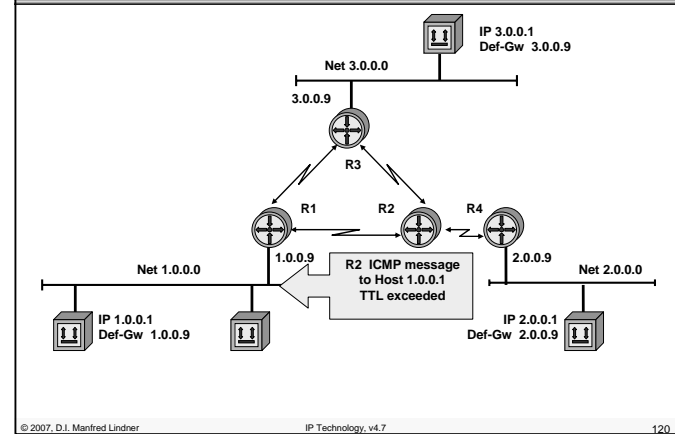 IP 3.0.0.1
Def-Gw 3.0.0.9
Net 3.0.0.0
3.0.0.9
R3
R1
R2
R4
1.0.0.9
2.0.0.9
R2 ICMP message
to Host 1.0.0.1
TTL exceeded
Net 1.0.0.0
Net 2.0.0.0
IP 1.0.0.1
Def-Gw 1.0.0.9
IP 2.0.0.1
Def-Gw 2.0.0.9
© 2007, D.I. Manfred Lindner
IP Technology, v4.7
120